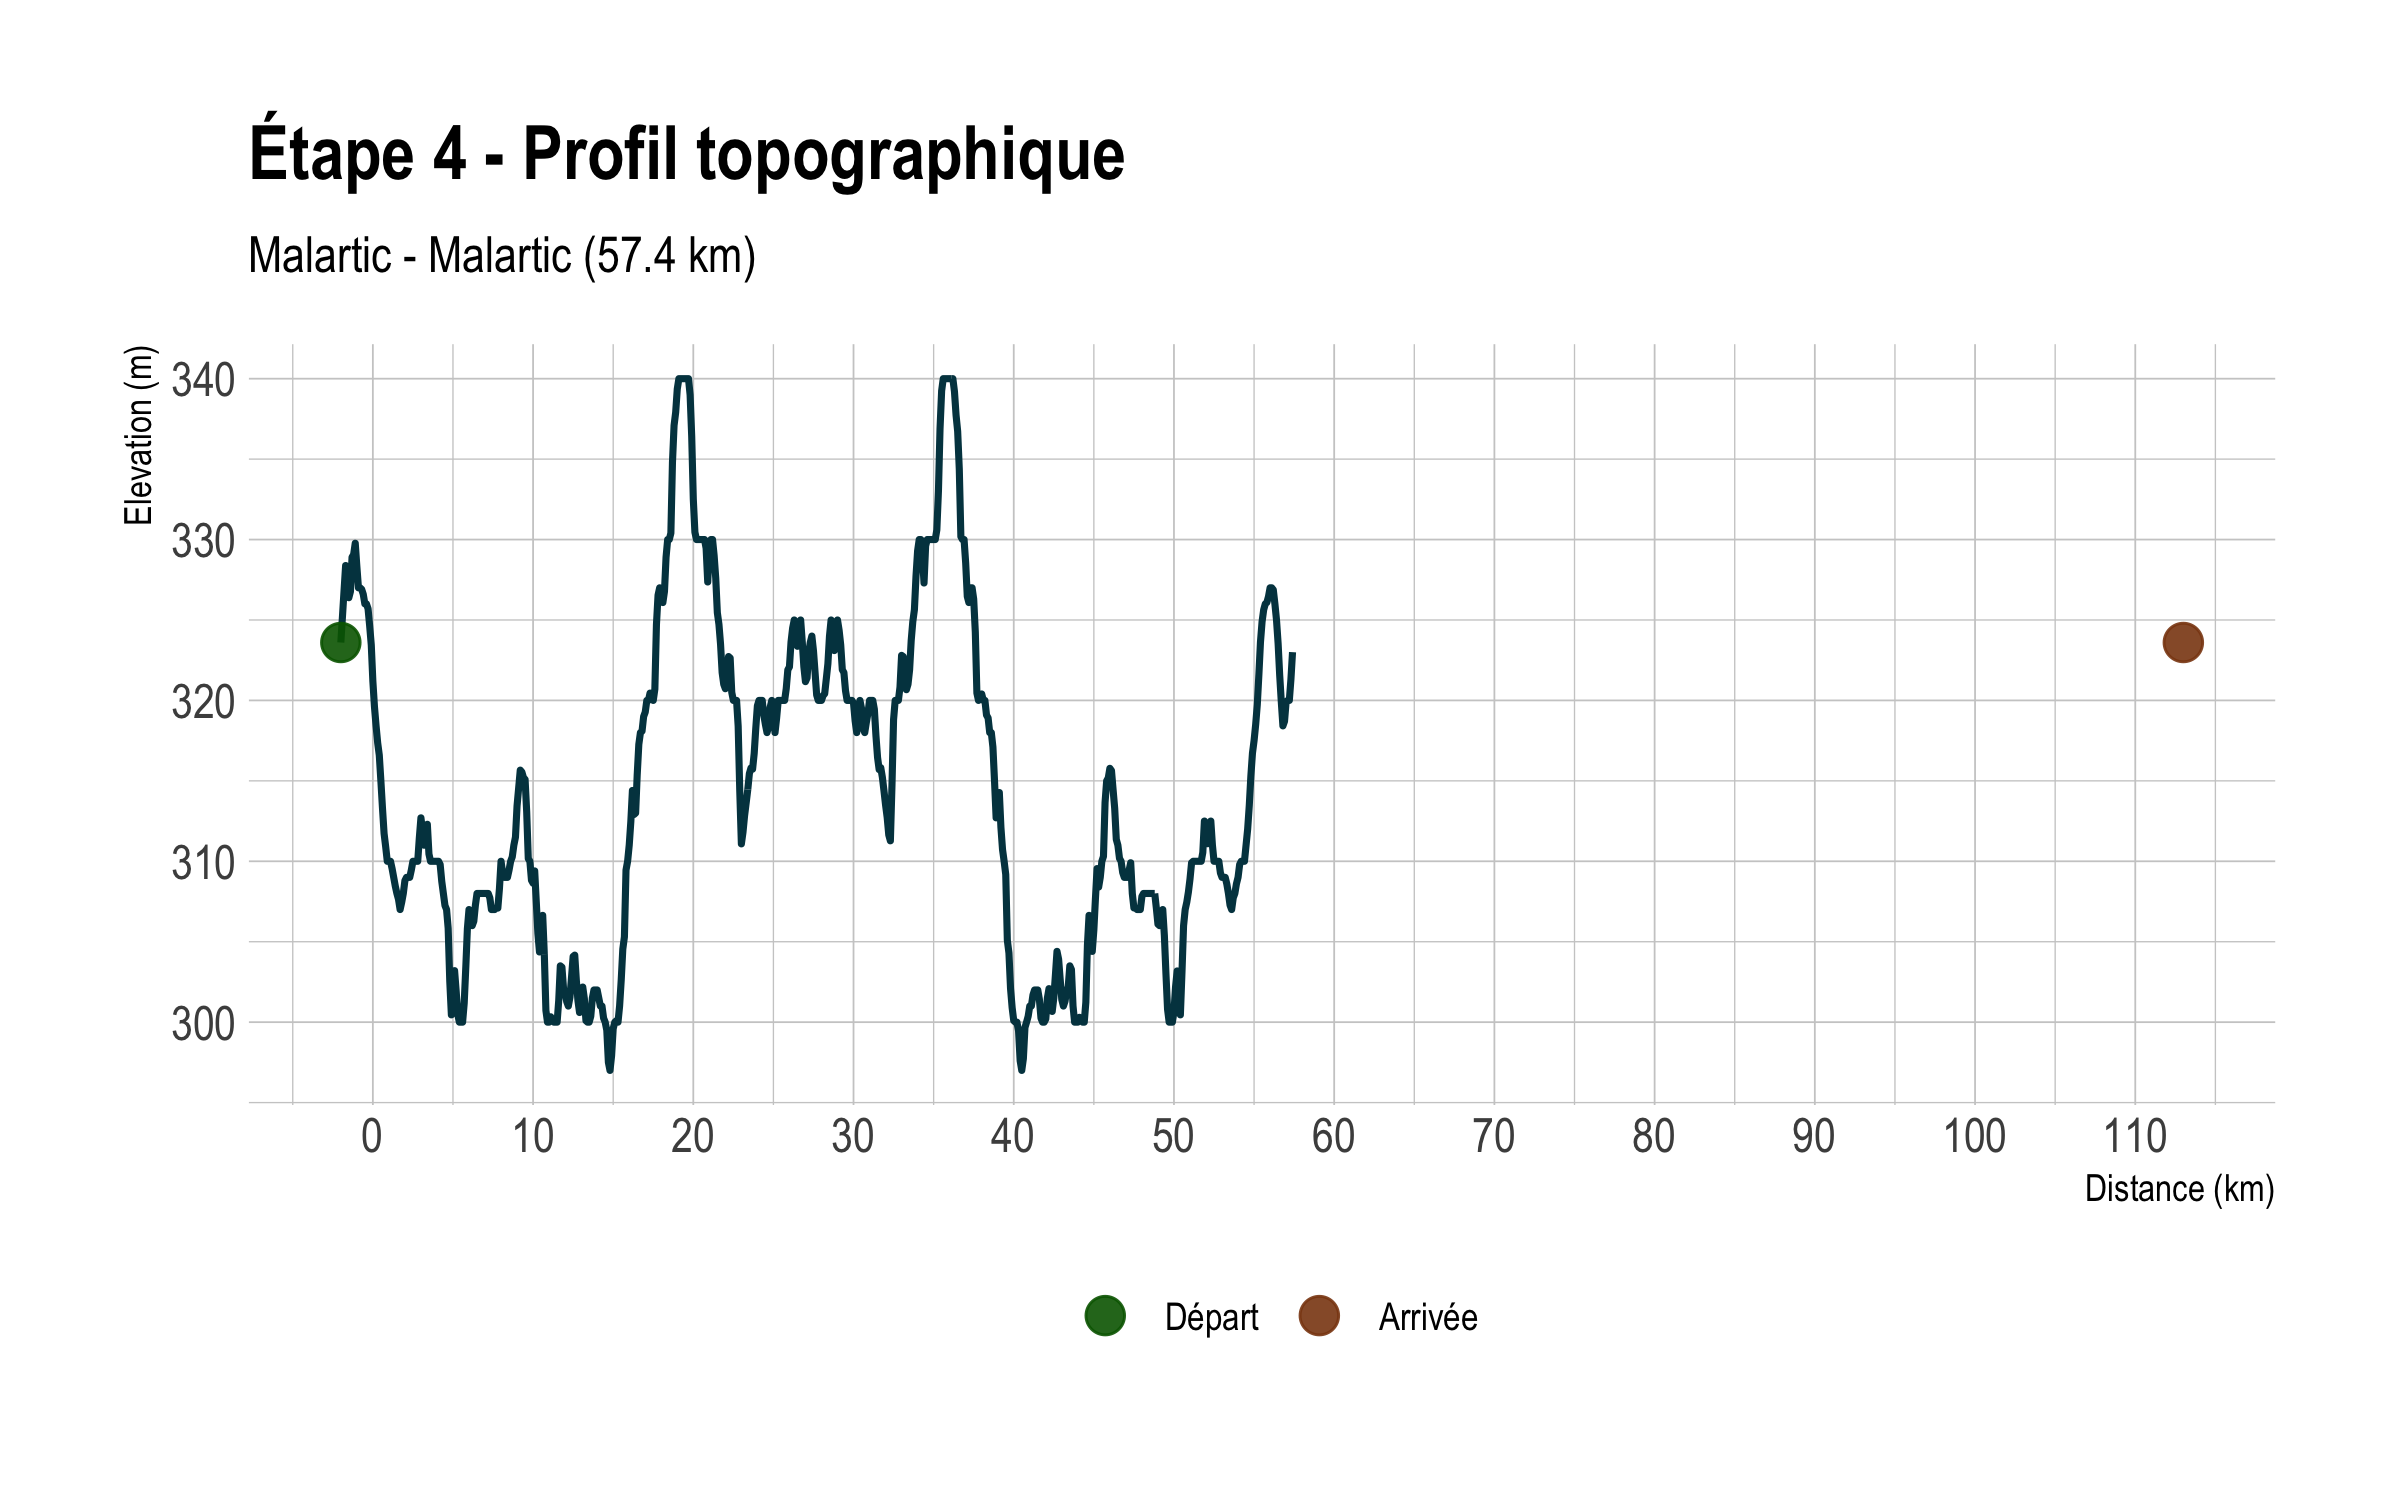 Étape 4 - Profil topographique
Malartic - Malartic (57.4 km)
Elevation (m)
340
330
320
310
300
0 10 20 30 40 50 60 70 80 90 100 110
Distance (km)
Départ Arrivée